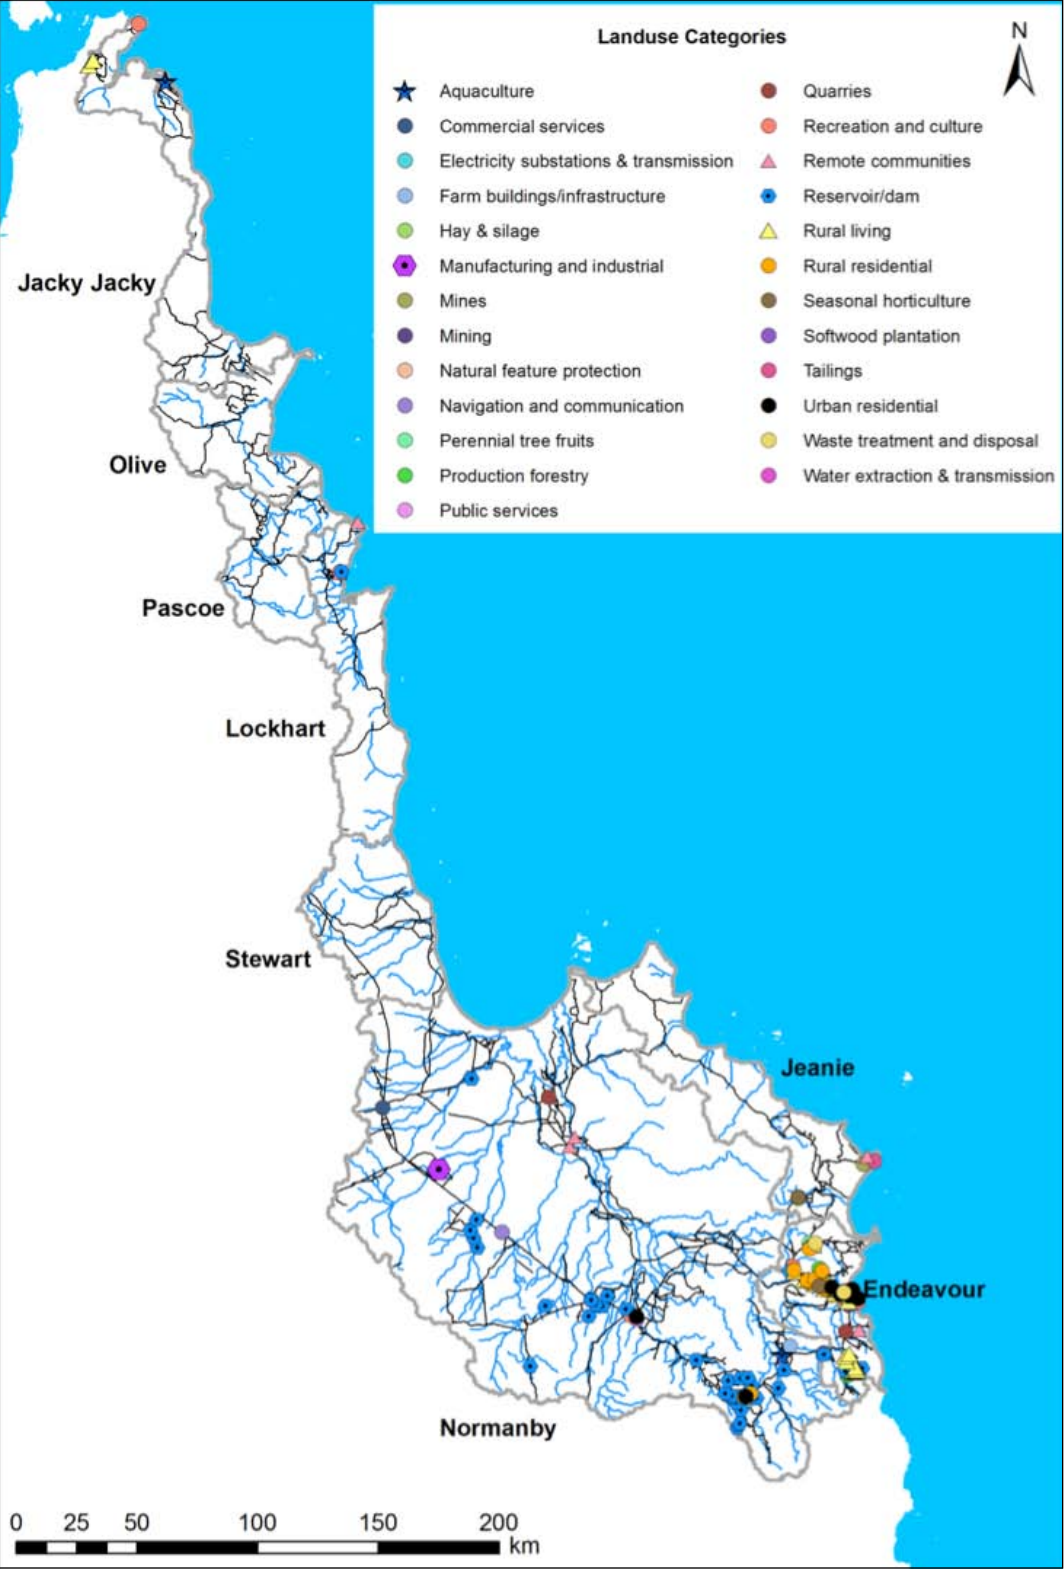 Landuse Categories
N
Aquaculture
Commercial services
Electricity substations & transmission
Farm buildings/infrastructure
Hay & silage
Manufacturing and industrial
Mines
Mining
Natural feature protection
Navigation and communication
Perennial tree fruits
Production forestry
Public services
Quarries
Recreation and culture
Remote communities
Reservoir/dam
Rural living
Rural residential
Seasonal horticulture
Softwood plantation
Tailings
Urban residential
Waste treatment and disposal
Water extraction & transmission
Jacky Jacky
Olive
Pascoe
Lockhart
Stewart
Jeanie
Endeavour
Normanby
0 25 50 100 150 200
km